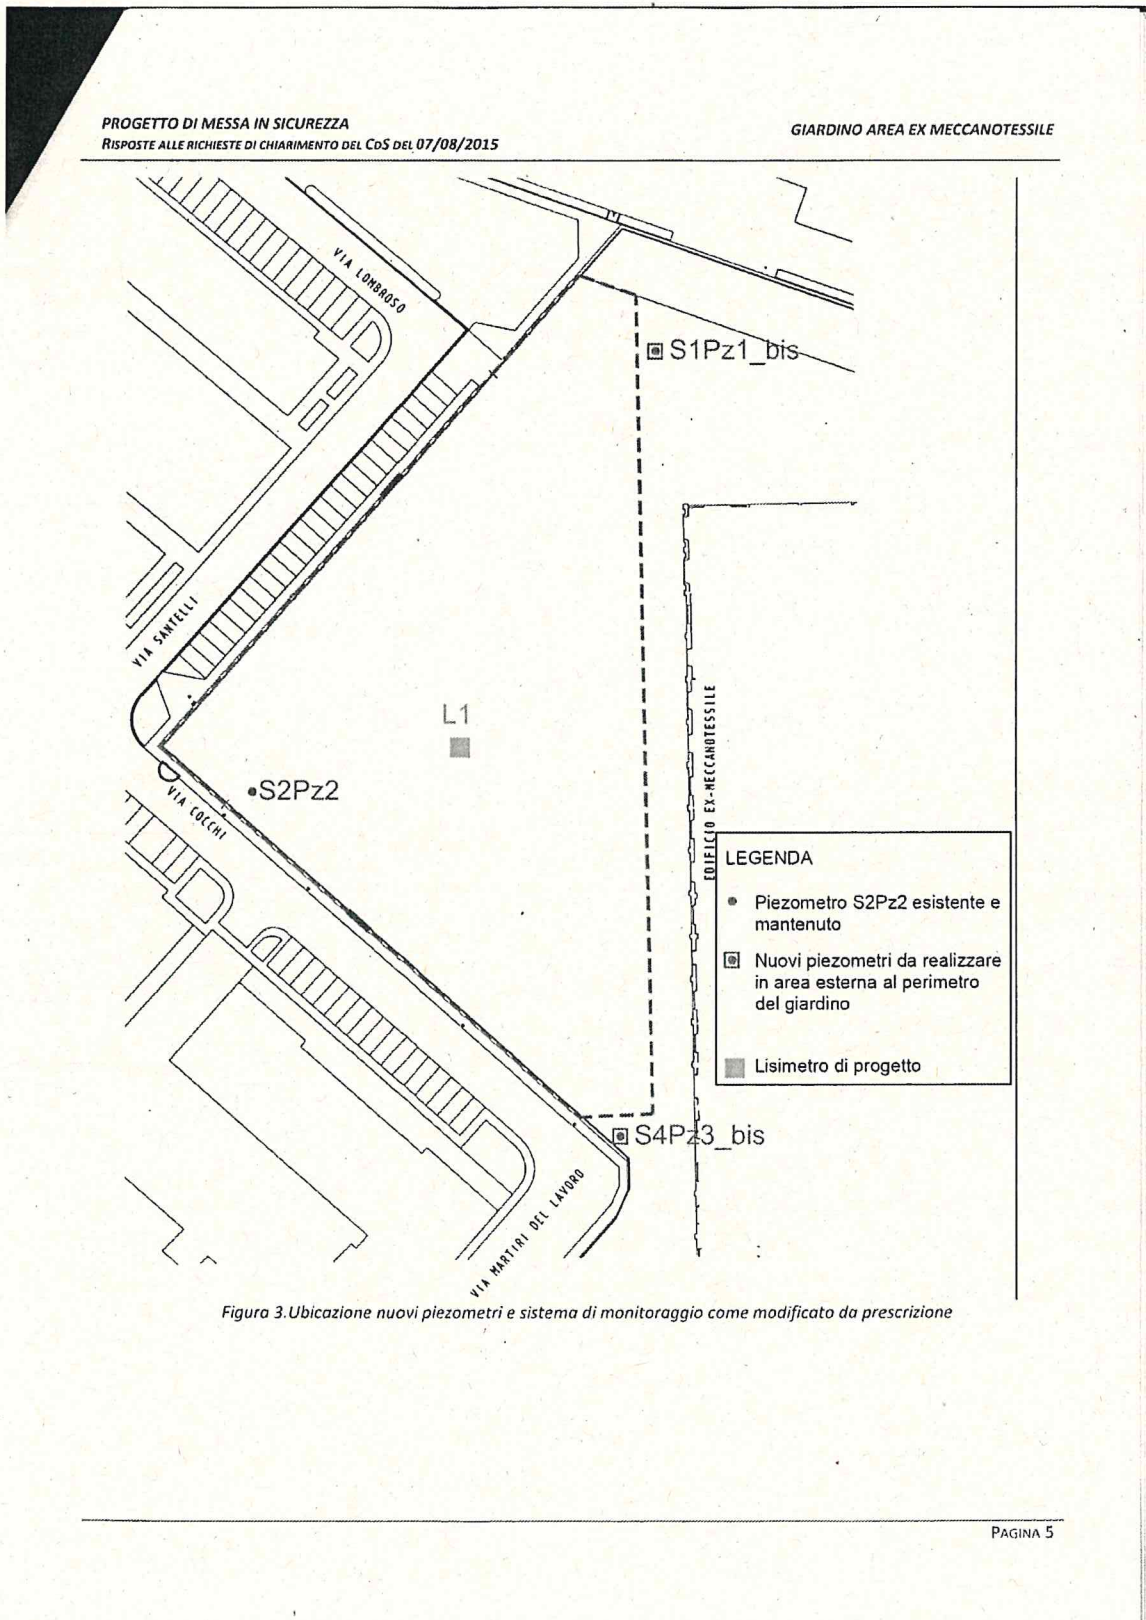 PROGETTO DI MESSA IN SICUREZZA
RISPOSTE ALLE RICHIESTE DI CHIARIMENTO DEL CDS DEL 07/08/2015
GIARDINO AREA EX MECCANOTESSILE
VIA LOMBROSO
S1Pz1_bis
VIA SANTELLI
L1
S2Pz2
VIA COCCHI
EDIFICIO EX-MECCANOTESSILE
LEGENDA
Piezometro S2Pz2 esistente e
mantenuto
Nuovi piezometri da realizzare
in area esterna al perimetro
del giardino
Lisimetro di progetto
S4Pz3_bis
VIA MARTIRI DEL LAVORO
Figura 3.Ubicazione nuovi piezometri e sistema di monitoraggio come modificato da prescrizione
PAGINA 5